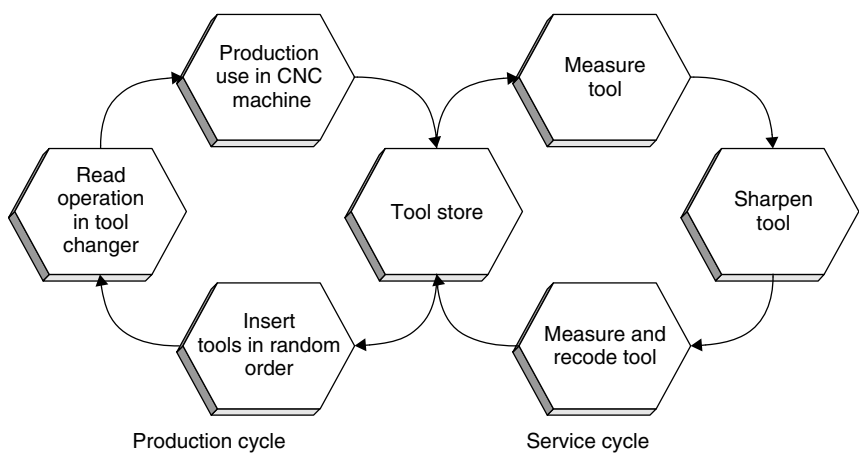 Production
use in CNC
machine
Measure
tool
Read
operation
in tool
changer
Tool store
Sharpen
tool
Insert
tools in random
order
Measure and
recode tool
Production cycle
Service cycle